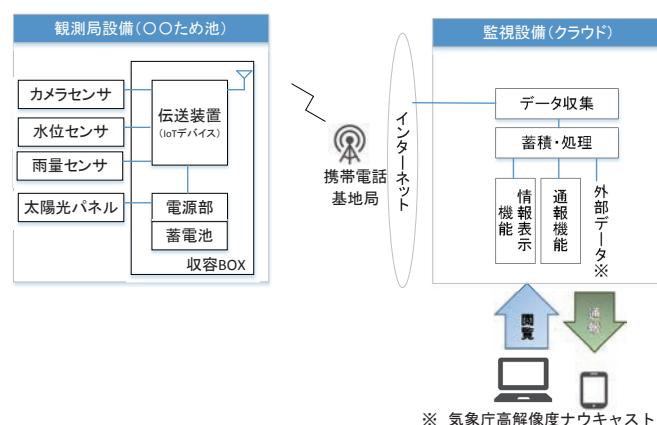 観測局設備(〇〇ため池)
カメラセンサ
水位センサ
雨量センサ
太陽光パネル
伝送装置
(IoTデバイス)
電源部
蓄電池
収容BOX
携帯電話
基地局
インターネット
監視設備(クラウド)
データ収集
蓄積・処理
情報表示
機能
通報機能
外部データ※
閲覧
通報
※ 気象庁高解像度ナウキャスト